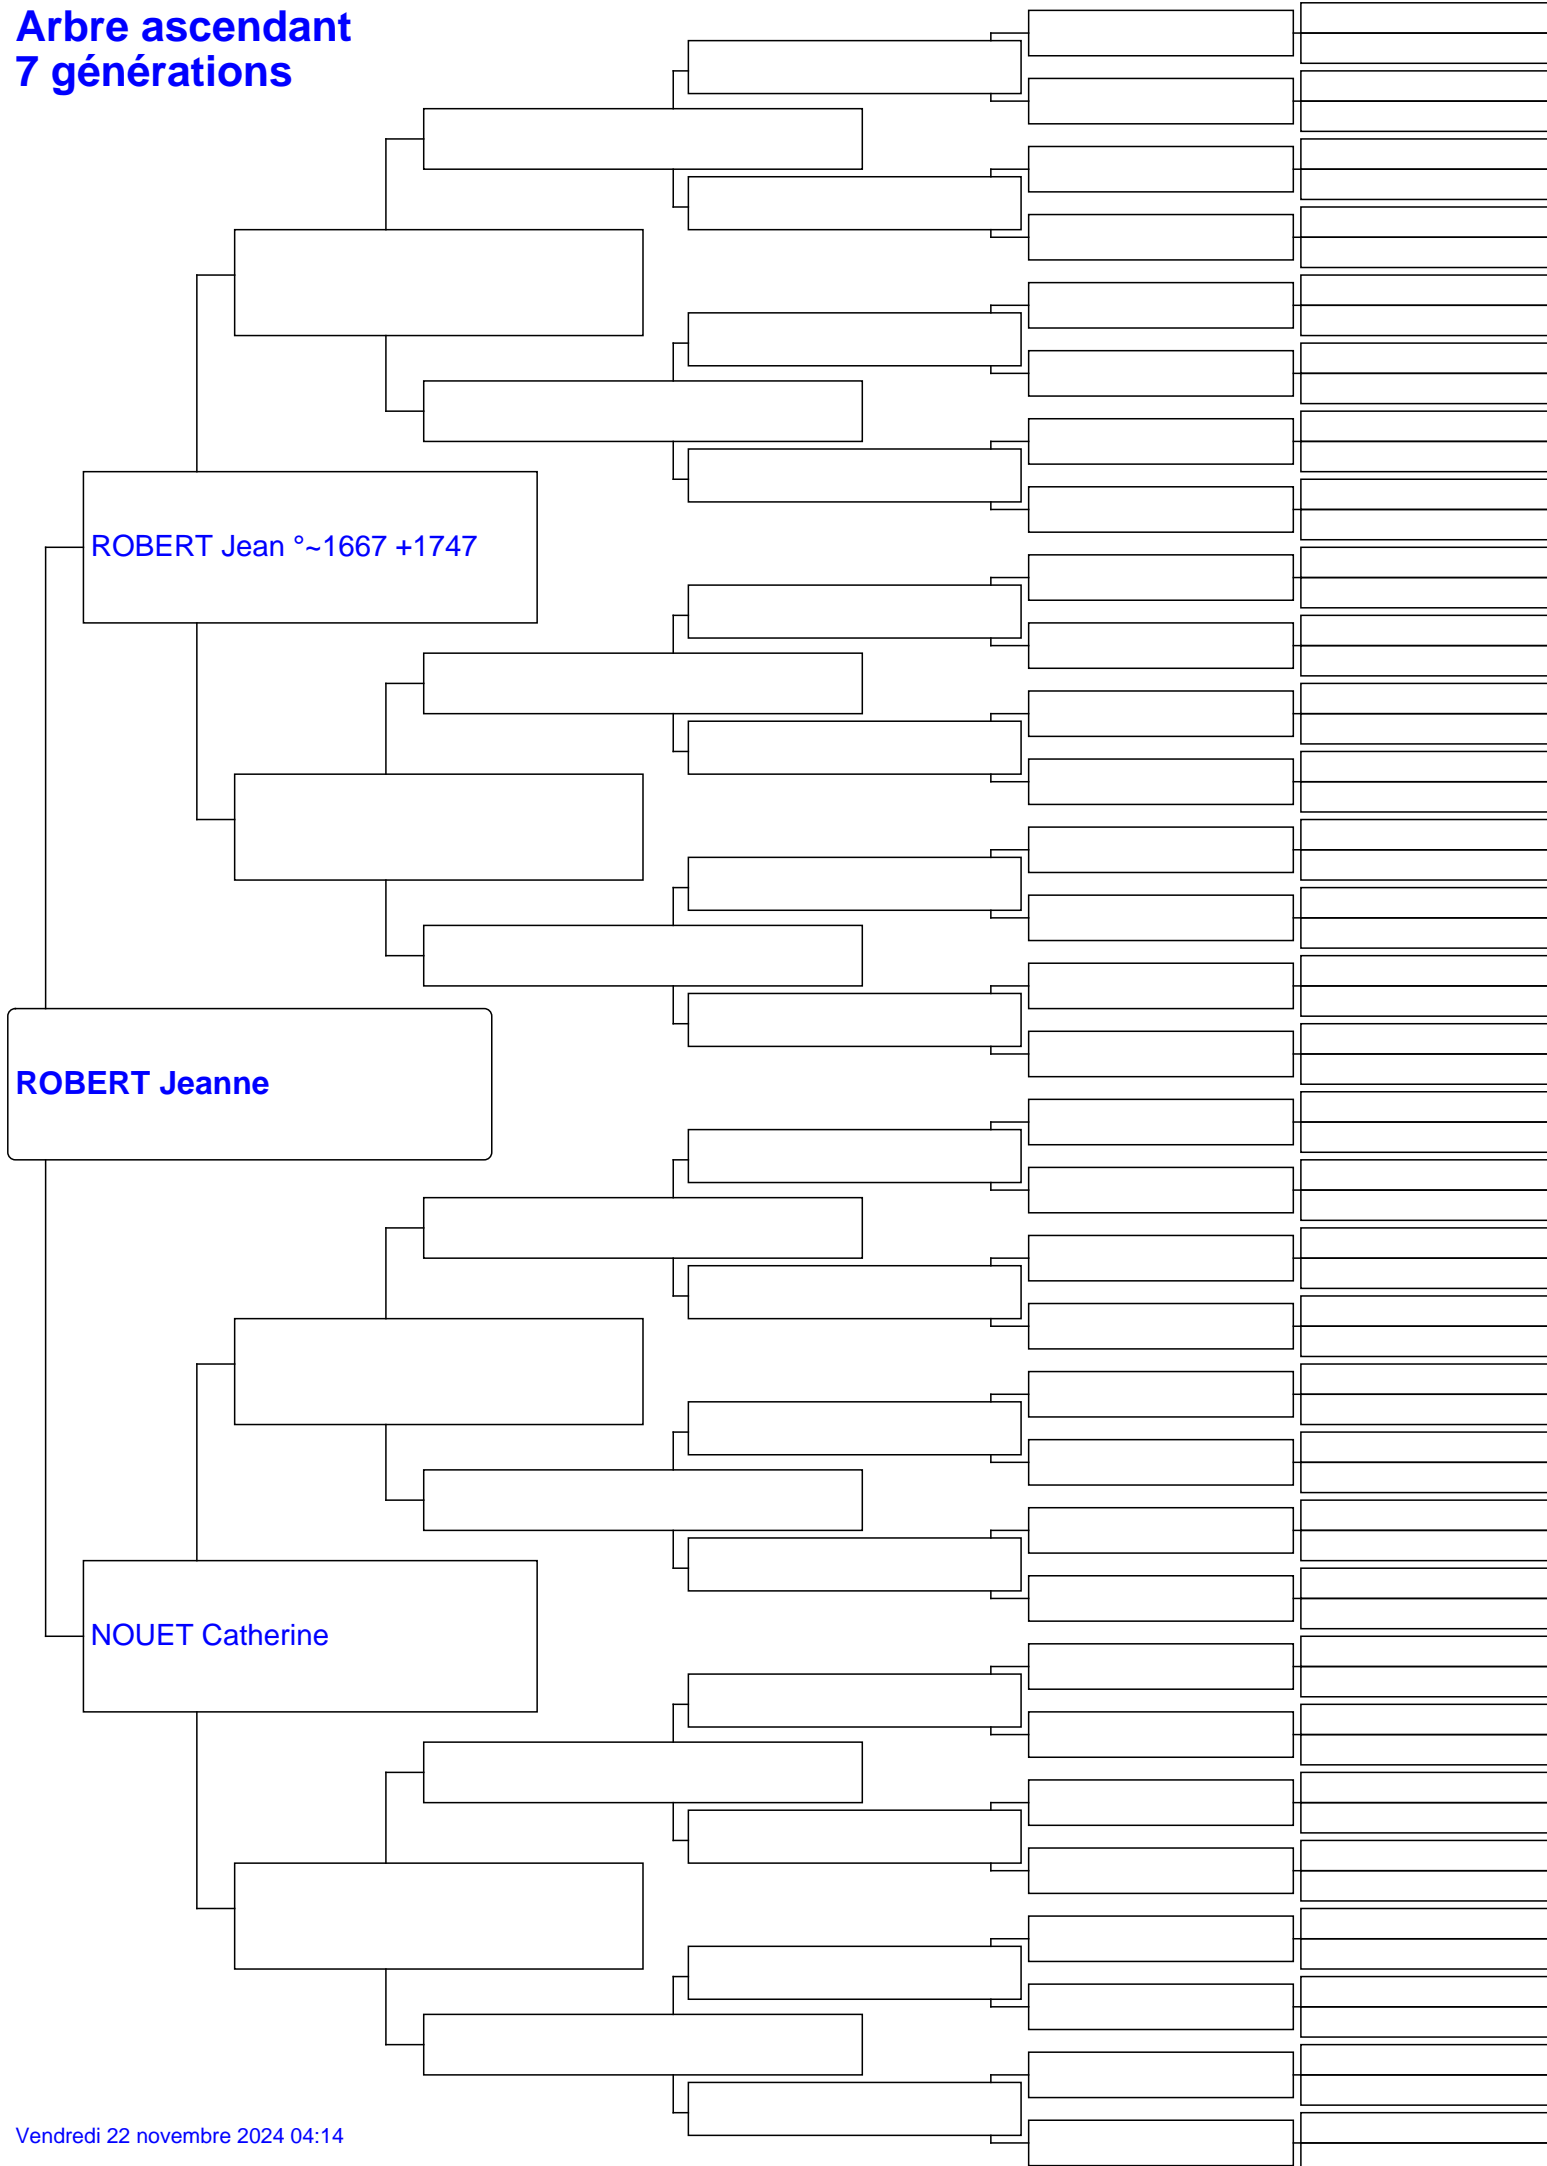 Arbre ascendant
7 générations
ROBERT Jean °~1667 +1747
ROBERT Jeanne
NOUET Catherine
Vendredi 22 novembre 2024 04:14